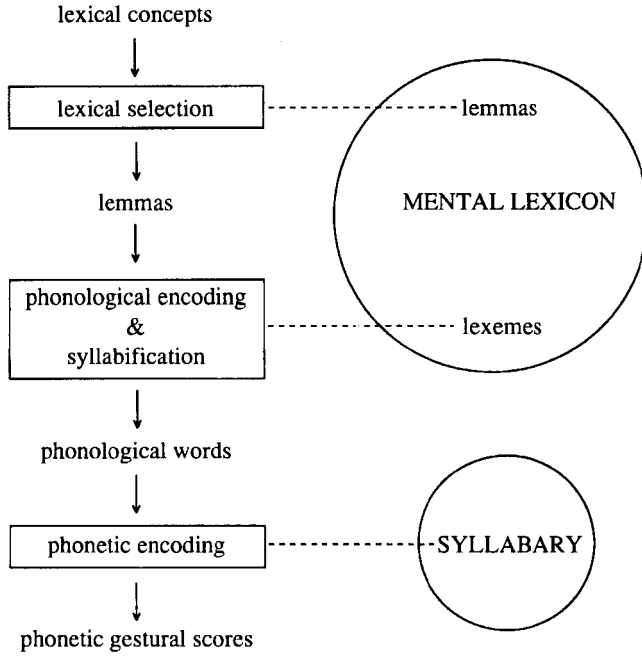 lexical concepts
lexical selection
lemmas
lemmas
MENTAL LEXICON
phonological encoding
&
syllabification
lexemes
phonological words
phonetic encoding
SYLLABARY
phonetic gestural scores